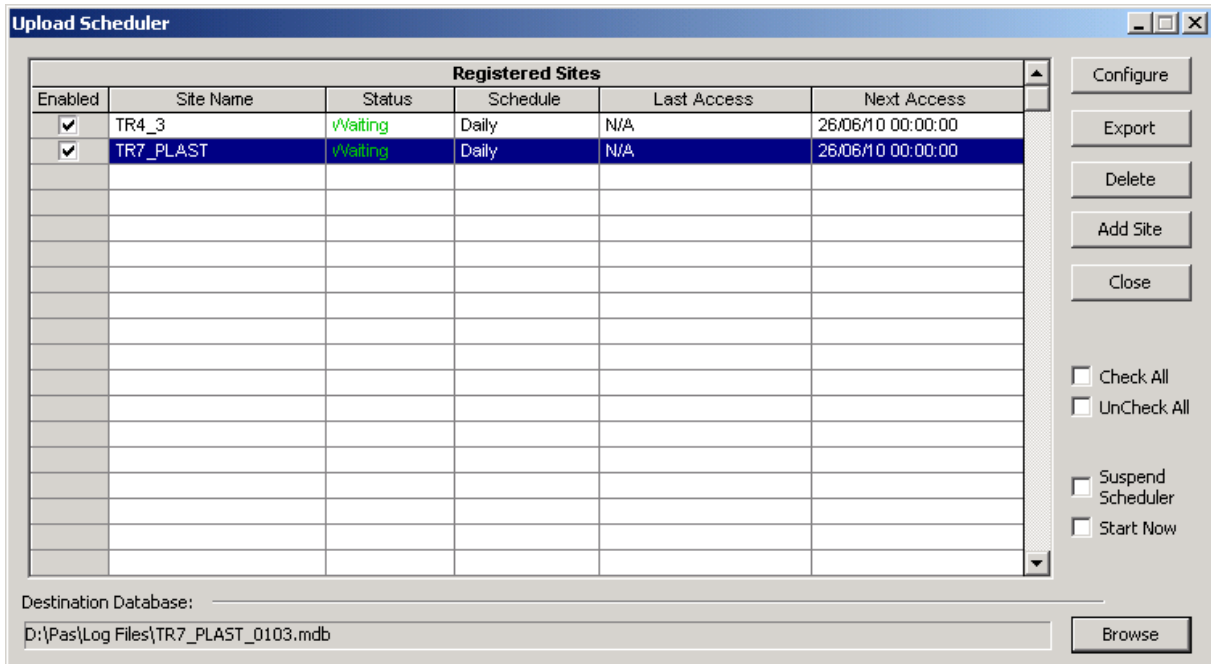 Upload Scheduler
Registered Sites
Enabled Site Name Status Schedule Last Access Next Access
TR4_3 Waiting Daily N/A 26/06/10 00:00:00
TR7_PLAST Waiting Daily N/A 26/06/10 00:00:00
Configure
Export
Delete
Add Site
Close
Check All
UnCheck All
Suspend
Scheduler
Start Now
Destination Database:
D:\Pas\Log Files\TR7_PLAST_0103.mdb
Browse